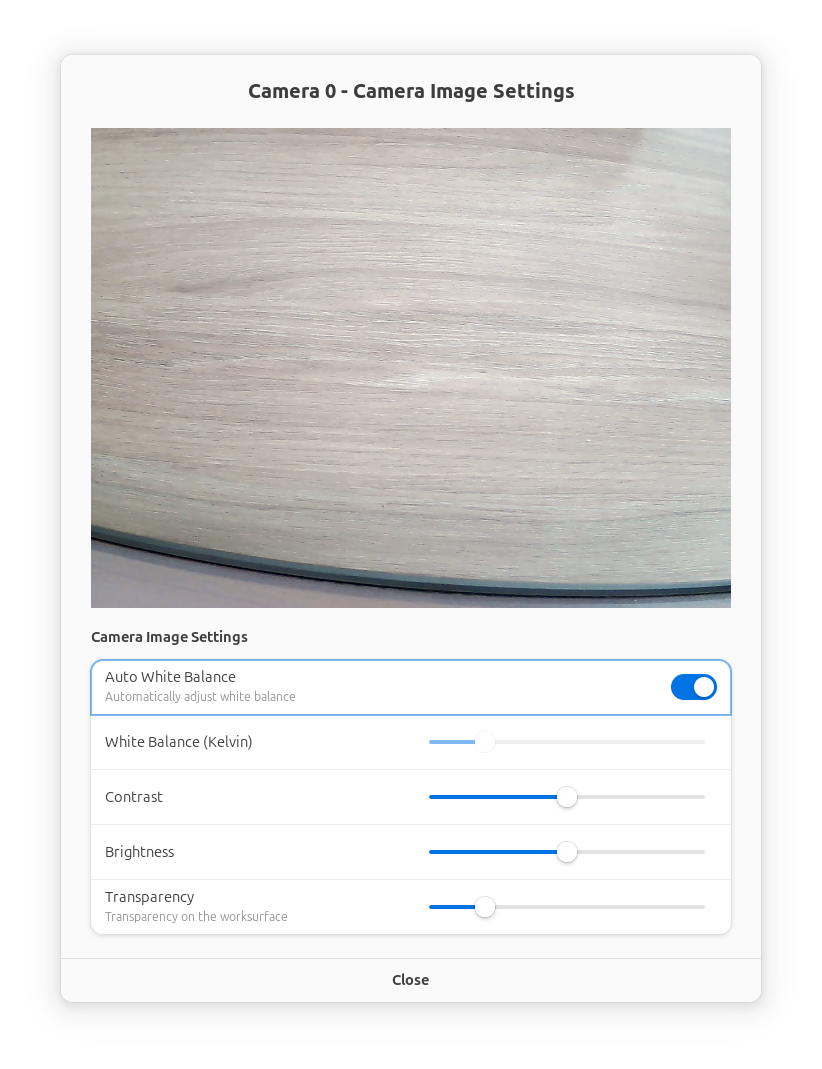 Camera 0 - Camera Image Settings
Camera Image Settings
Auto White Balance
Automatically adjust white balance
White Balance (Kelvin)
Contrast
Brightness
Transparency
Transparency on the worksurface
Close